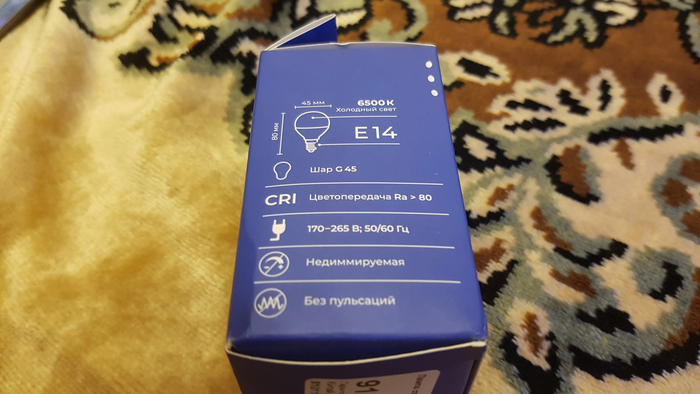 45 мм
6500 K
Холодный свет
80 мм
E14
Шар G 45
CRI Цветопередача Ra > 80
170–265 В; 50/60 Гц
Недиммируемая
Без пульсаций
91